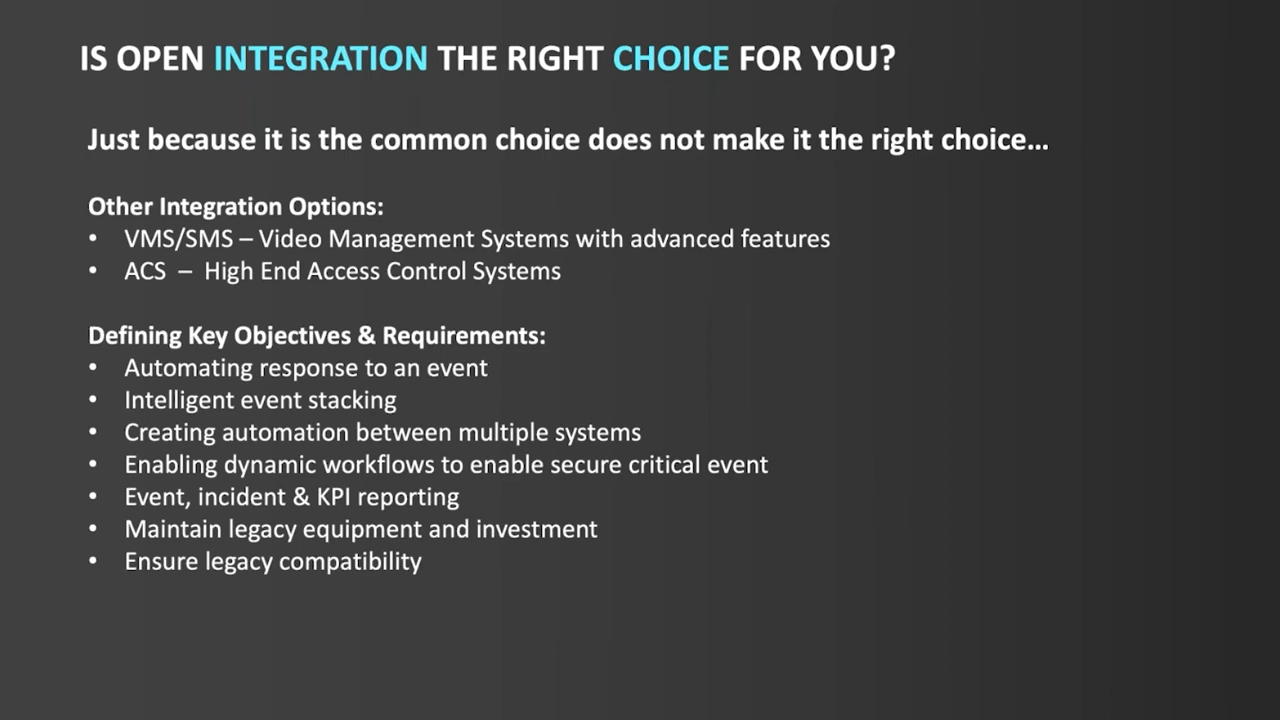 IS OPEN INTEGRATION THE RIGHT CHOICE FOR YOU?
Just because it is the common choice does not make it the right choice...
Other Integration Options:
• VMS/SMS – Video Management Systems with advanced features
• ACS – High End Access Control Systems
Defining Key Objectives & Requirements:
• Automating response to an event
• Intelligent event stacking
• Creating automation between multiple systems
• Enabling dynamic workflows to enable secure critical event
• Event, incident & KPI reporting
• Maintain legacy equipment and investment
• Ensure legacy compatibility